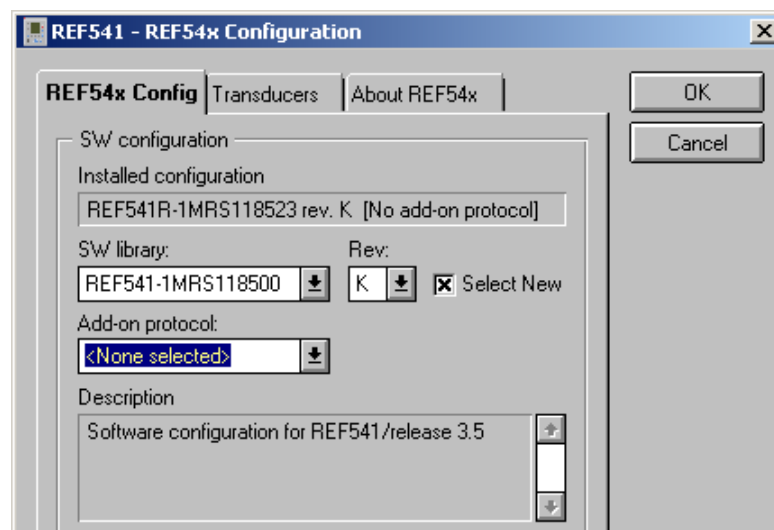 REF541 - REF54x Configuration
REF54x Config Transducers About REF54x
OK
Cancel
SW configuration
Installed configuration
REF541R-1MRS118523 rev. K [No add-on protocol]
SW library: Rev:
REF541-1MRS118500 K Select New
Add-on protocol:
<None selected>
Description
Software configuration for REF541/release 3.5